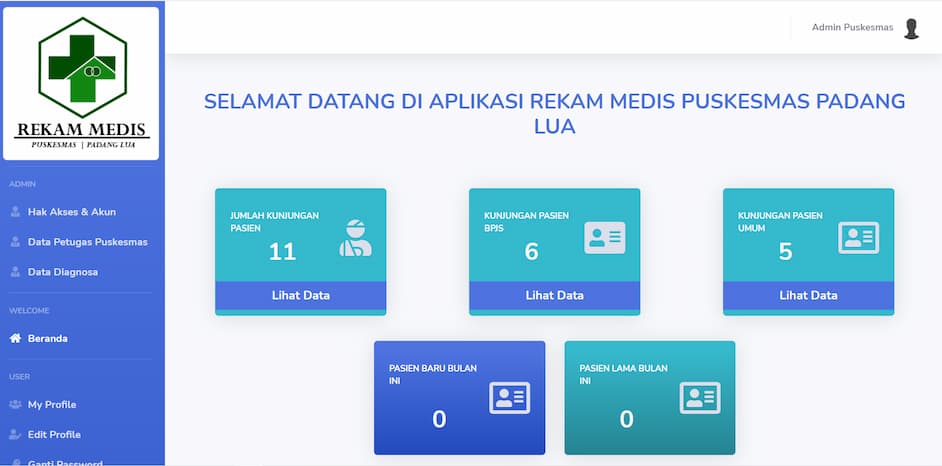 REKAM MEDIS
PUSKESMAS | PADANG LUA
ADMIN
Hak Akses & Akun
Data Petugas Puskesmas
Data Diagnosa
WELCOME
Beranda
USER
My Profile
Edit Profile
Ganti Password
Admin Puskesmas
SELAMAT DATANG DI APLIKASI REKAM MEDIS PUSKESMAS PADANG
LUA
JUMLAH KUNJUNGAN
PASIEN
11
Lihat Data
KUNJUNGAN PASIEN
BPJS
6
Lihat Data
KUNJUNGAN PASIEN
UMUM
5
Lihat Data
PASIEN BARU BULAN
INI
0
PASIEN LAMA BULAN
INI
0